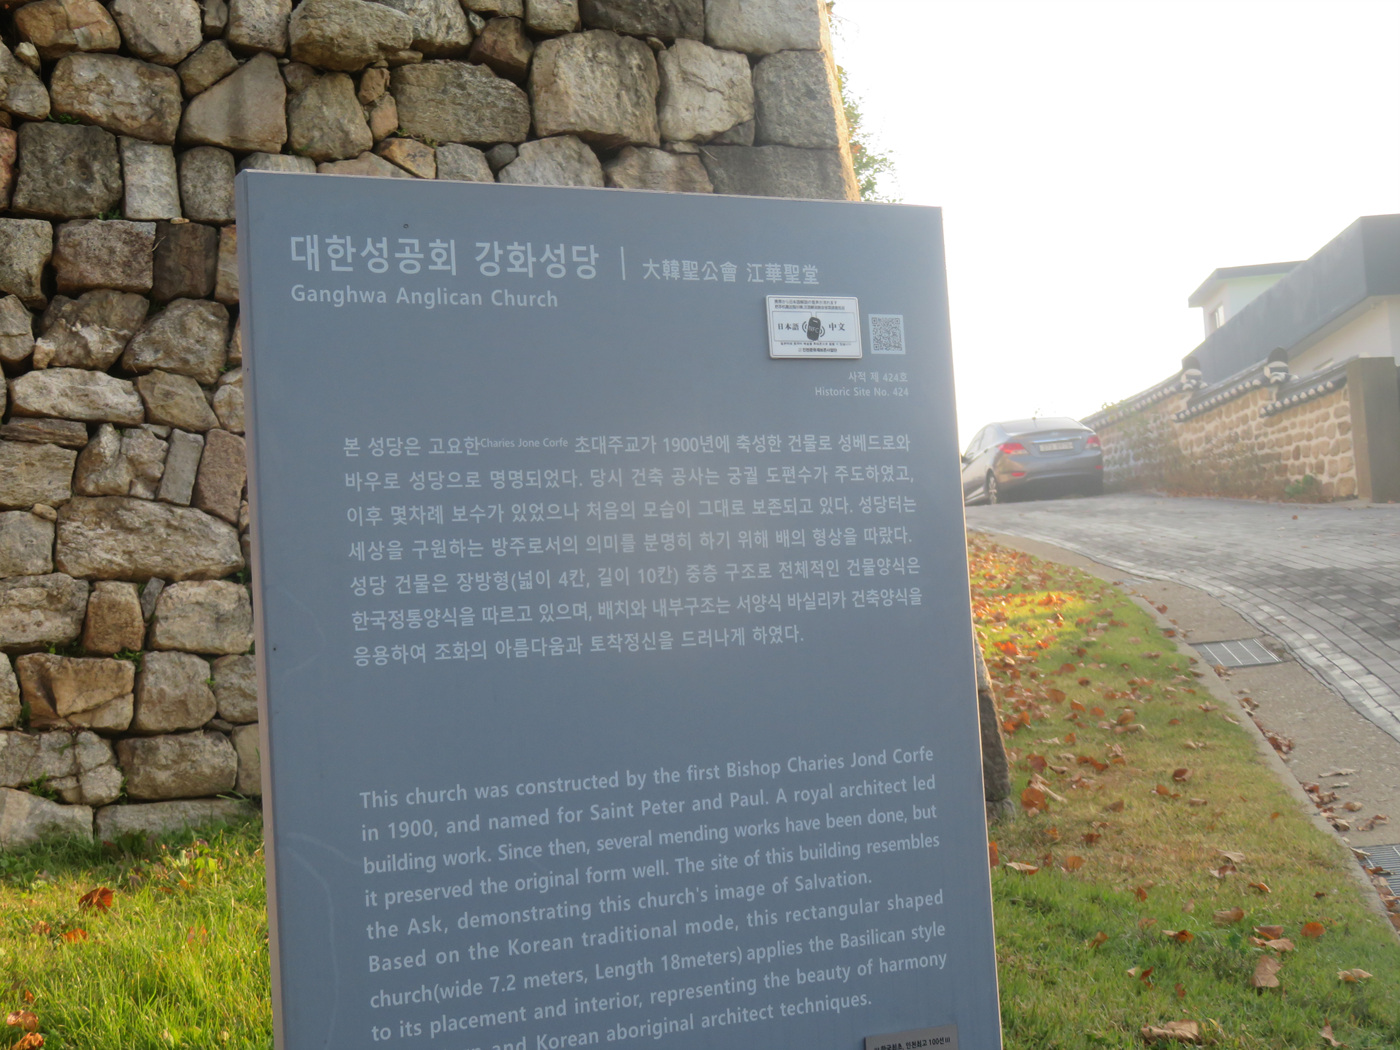 대한성공회 강화성당 | 大韓聖公會 江華聖堂
Ganghwa Anglican Church
日本語 中文
사적 제 424호
Historic Site No. 424
본 성당은 고요한Charies Jone Corfe 초대주교가 1900년에 축성한 건물로 성베드로와
바우로 성당으로 명명되었다. 당시 건축 공사는 궁궐 도편수가 주도하였고,
이후 몇차례 보수가 있었으나 처음의 모습이 그대로 보존되고 있다. 성당터는
세상을 구원하는 방주로서의 의미를 분명히 하기 위해 배의 형상을 따랐다.
성당 건물은 장방형(넓이 4칸, 길이 10칸) 중층 구조로 전체적인 건물양식은
한국정통양식을 따르고 있으며, 배치와 내부구조는 서양식 바실리카 건축양식을
응용하여 조화의 아름다움과 토착정신을 드러나게 하였다.
This church was constructed by the first Bishop Charies Jond Corfe
in 1900, and named for Saint Peter and Paul. A royal architect led
building work. Since then, several mending works have been done, but
it preserved the original form well. The site of this building resembles
the Ask, demonstrating this church's image of Salvation.
Based on the Korean traditional mode, this rectangular shaped
church(wide 7.2 meters, Length 18meters) applies the Basilican style
to its placement and interior, representing the beauty of harmony
and Korean aboriginal architect techniques.